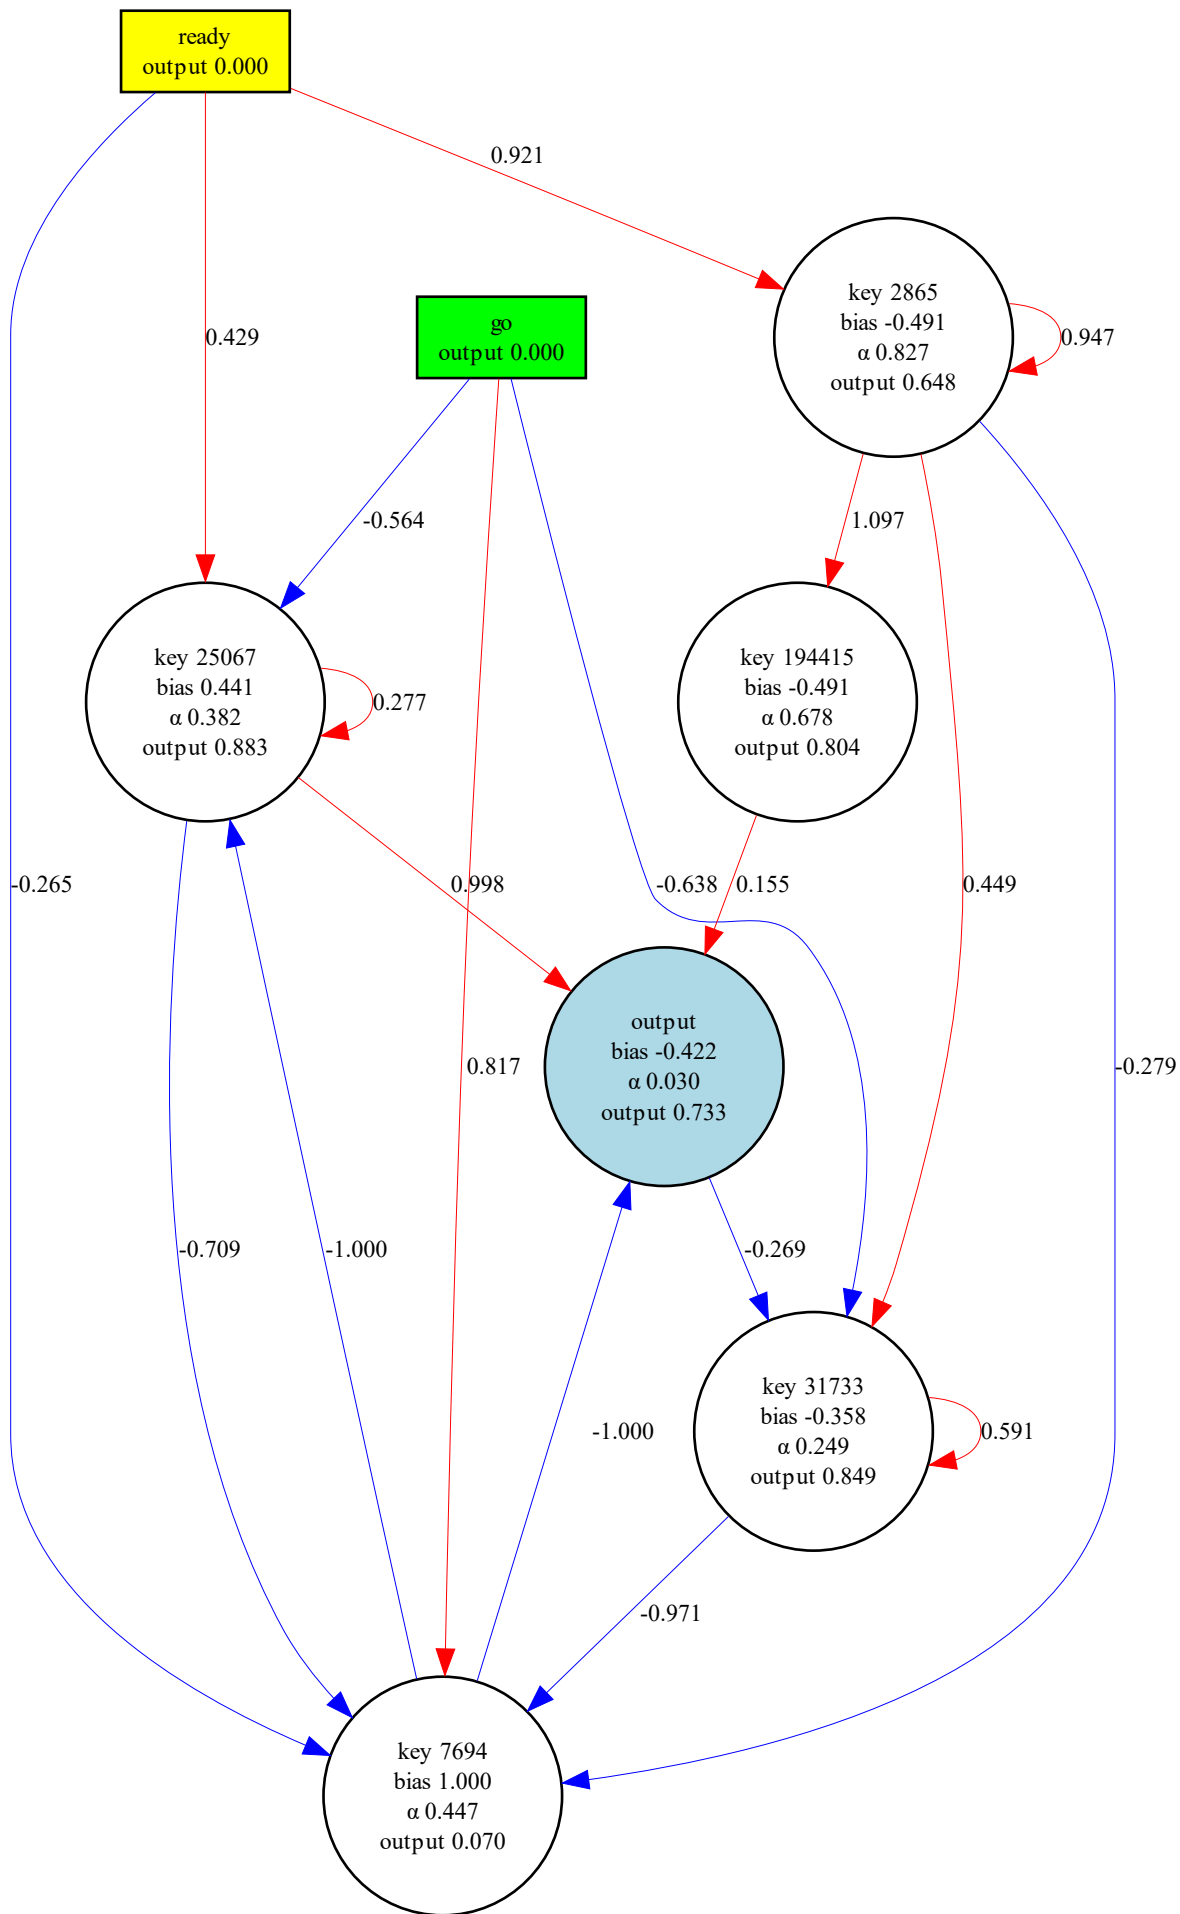 ready
output 0.000
0.921
key 2865
bias -0.491
α 0.827
output 0.648
0.947
go
output 0.000
0.429
-0.564
1.097
key 25067
bias 0.441
α 0.382
output 0.883
0.277
key 194415
bias -0.491
α 0.678
output 0.804
-0.265
0.998
-0.638
0.155
0.449
output
bias -0.422
α 0.030
output 0.733
0.817
-0.279
-0.709
-1.000
-0.269
key 31733
bias -0.358
α 0.249
output 0.849
-1.000
0.591
-0.971
key 7694
bias 1.000
α 0.447
output 0.070